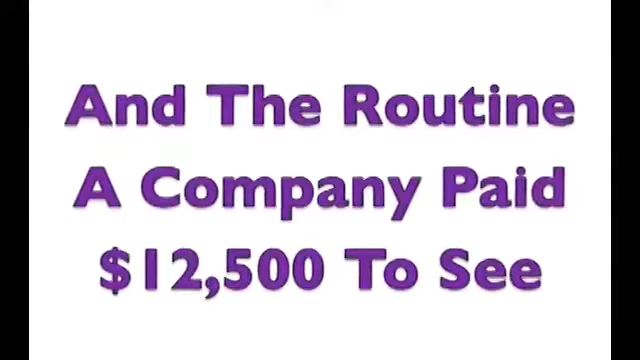 And The Routine
A Company Paid
$12,500 To See